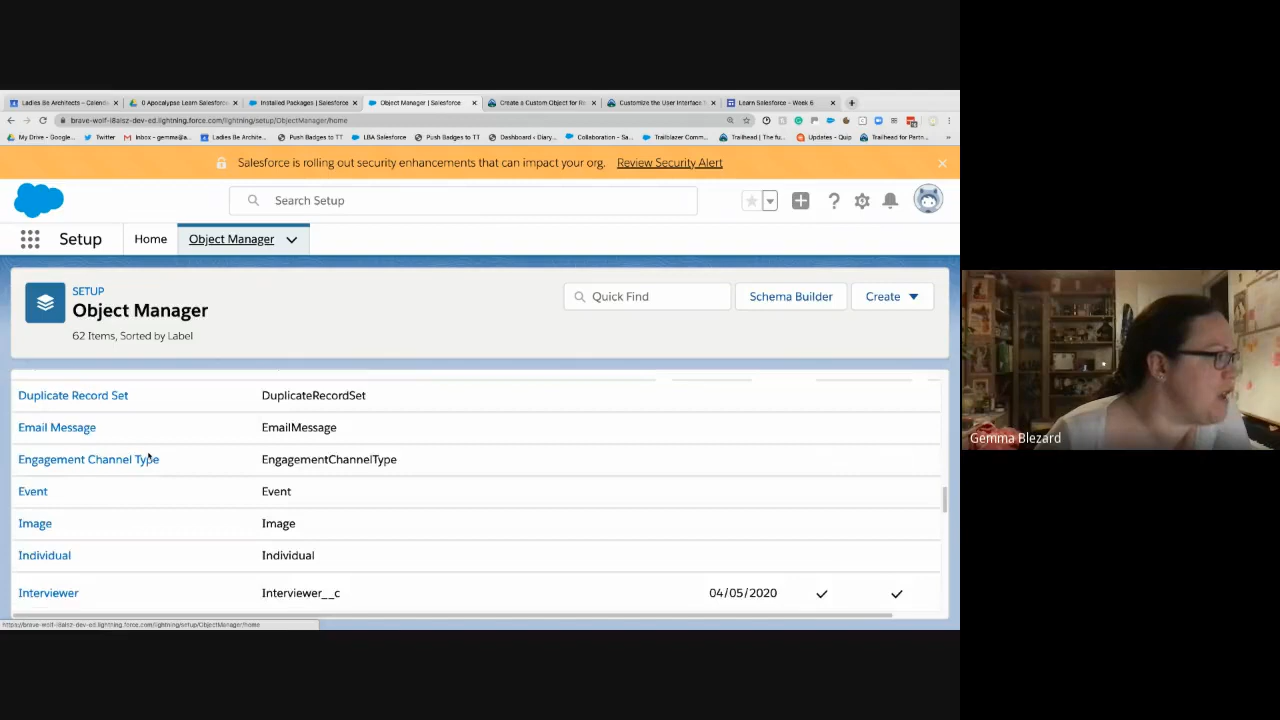 Ladies Be Architects - Calend
0 Apocalypse Learn Salesforce
Installed Packages | Salesforce
Object Manager | Salesforce
Create a Custom Object for Re
Customize the User Interface
Learn Salesforce - Week 6
brave-wolf-i8alsz-dev-ed.lightning.force.com/lightning/setup/ObjectManager/home
My Drive - Google...
Twitter
Inbox - gemma@a...
Ladies Be Archite...
Push Badges to TT
LBA Salesforce
Push Badges to TT
Dashboard ‹ Diary...
Collaboration - Sa...
Trailblazer Comm...
Trailhead | The fu...
Updates - Quip
Trailhead for Partn...
Salesforce is rolling out security enhancements that can impact your org. Review Security Alert
Search Setup
Setup
Home
Object Manager
SETUP
Object Manager
62 Items, Sorted by Label
Quick Find
Schema Builder
Create
Duplicate Record Set DuplicateRecordSet
Email Message EmailMessage
Engagement Channel Type EngagementChannelType
Event Event
Image Image
Individual Individual
Interviewer Interviewer__c 04/05/2020
https://brave-wolf-i8alsz-dev-ed.lightning.force.com/lightning/setup/ObjectManager/home
Gemma Blezard